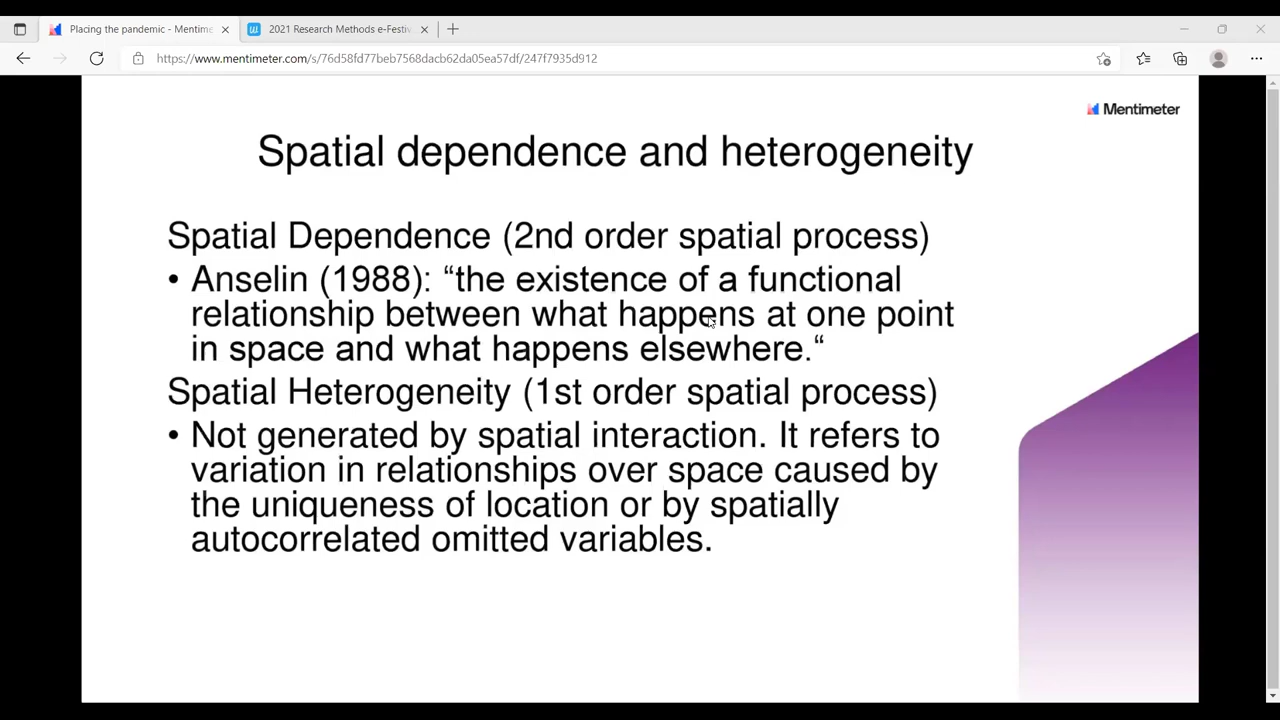 Placing the pandemic - Mentime
2021 Research Methods e-Festiv
https://www.mentimeter.com/s/76d58fd77beb7568dacb62da05ea57df/247f7935d912
Mentimeter
Spatial dependence and heterogeneity
Spatial Dependence (2nd order spatial process)
• Anselin (1988): “the existence of a functional
relationship between what happens at one point
in space and what happens elsewhere.“
Spatial Heterogeneity (1st order spatial process)
• Not generated by spatial interaction. It refers to
variation in relationships over space caused by
the uniqueness of location or by spatially
autocorrelated omitted variables.